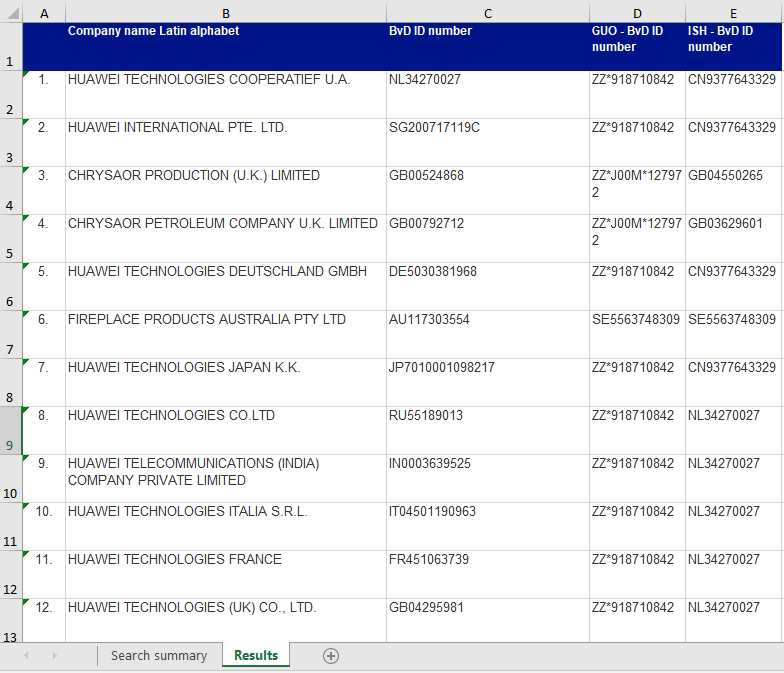 A B C D E
1 Company name Latin alphabet BvD ID number GUO - BvD ID number ISH - BvD ID number
2 1. HUAWEI TECHNOLOGIES COOPERATIEF U.A. NL34270027 ZZ*918710842 CN9377643329
3 2. HUAWEI INTERNATIONAL PTE. LTD. SG200717119C ZZ*918710842 CN9377643329
4 3. CHRYSAOR PRODUCTION (U.K.) LIMITED GB00524868 ZZ*J00M*127972 GB04550265
5 4. CHRYSAOR PETROLEUM COMPANY U.K. LIMITED GB00792712 ZZ*J00M*127972 GB03629601
6 5. HUAWEI TECHNOLOGIES DEUTSCHLAND GMBH DE5030381968 ZZ*918710842 CN9377643329
7 6. FIREPLACE PRODUCTS AUSTRALIA PTY LTD AU117303554 SE5563748309 SE5563748309
8 7. HUAWEI TECHNOLOGIES JAPAN K.K. JP7010001098217 ZZ*918710842 CN9377643329
9 8. HUAWEI TECHNOLOGIES CO.LTD RU55189013 ZZ*918710842 NL34270027
10 9. HUAWEI TELECOMMUNICATIONS (INDIA) COMPANY PRIVATE LIMITED IN0003639525 ZZ*918710842 NL34270027
11 10. HUAWEI TECHNOLOGIES ITALIA S.R.L. IT04501190963 ZZ*918710842 NL34270027
12 11. HUAWEI TECHNOLOGIES FRANCE FR451063739 ZZ*918710842 NL34270027
13 12. HUAWEI TECHNOLOGIES (UK) CO., LTD. GB04295981 ZZ*918710842 NL34270027
Search summary Results